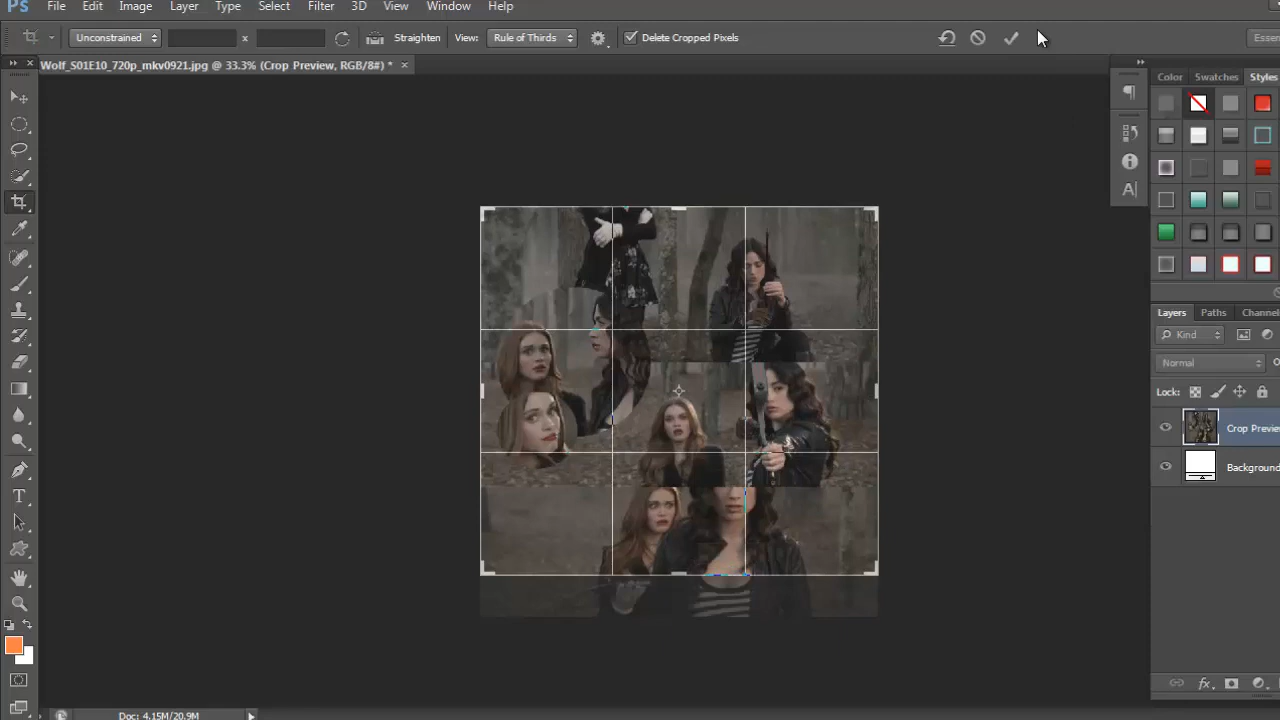 Ps File Edit Image Layer Type Select Filter 3D View Window Help
Unconstrained x Straighten View: Rule of Thirds Delete Cropped Pixels Essen
Wolf_S01E10_720p_mkv0921.jpg @ 33.3% (Crop Preview, RGB/8#) * ×
Color Swatches Styles
Layers Paths Channel
Kind
Normal
Lock:
Crop Preview
Background
Doc: 4.15M/20.9M